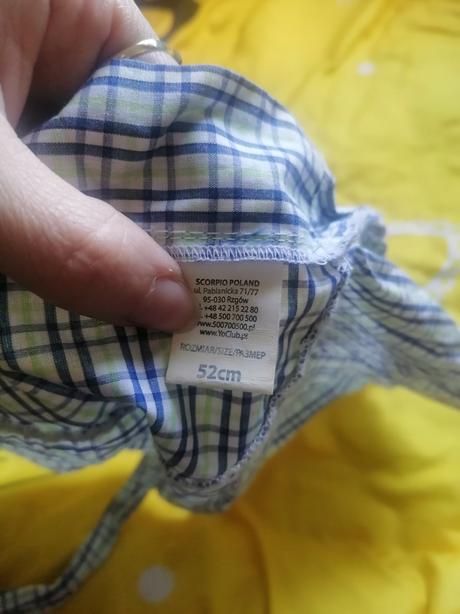 SCORPIO POLAND
ul. Pabianicka 71/77
95-030 Rzgów
+48 42 215 22 80
+48 500 700 500
www.500700500.pl
www.YoClub.pl
ROZMIAR/SIZE/РАЗМЕР
52cm